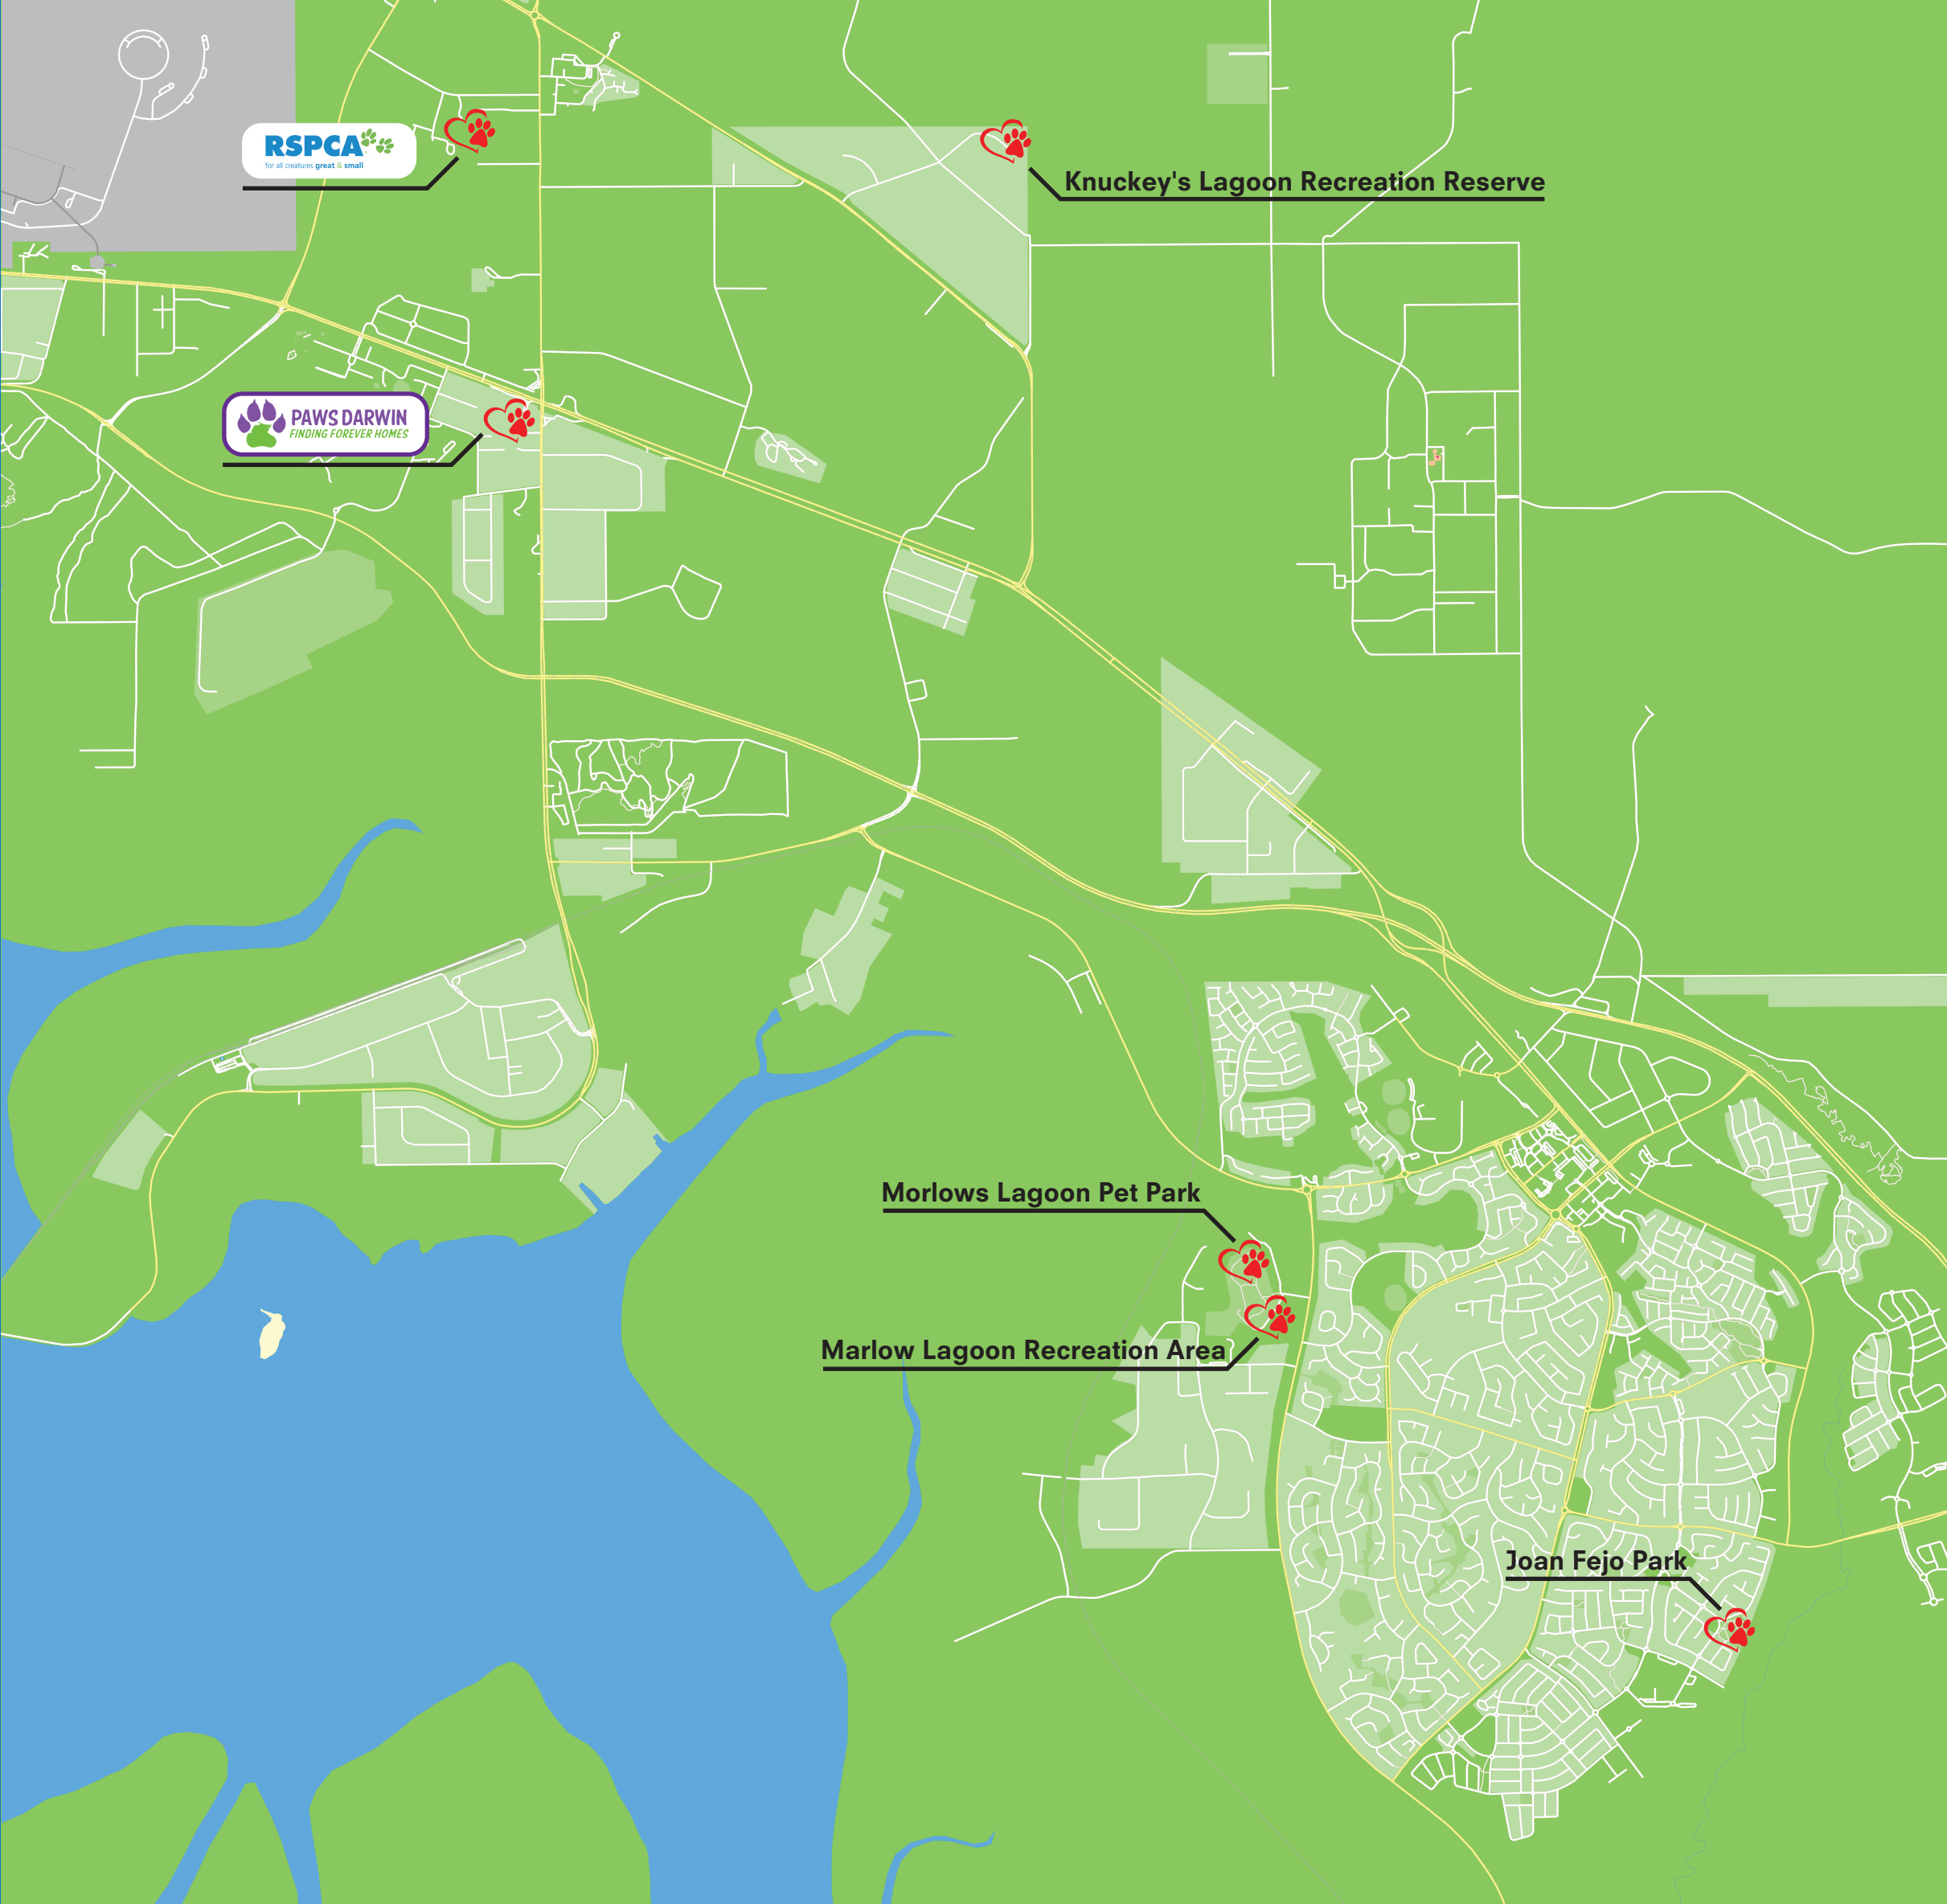 RSPCA
for all creatures great & small
Knuckey's Lagoon Recreation Reserve
PAWS DARWIN
FINDING FOREVER HOMES
Morlows Lagoon Pet Park
Marlow Lagoon Recreation Area
Joan Fejo Park